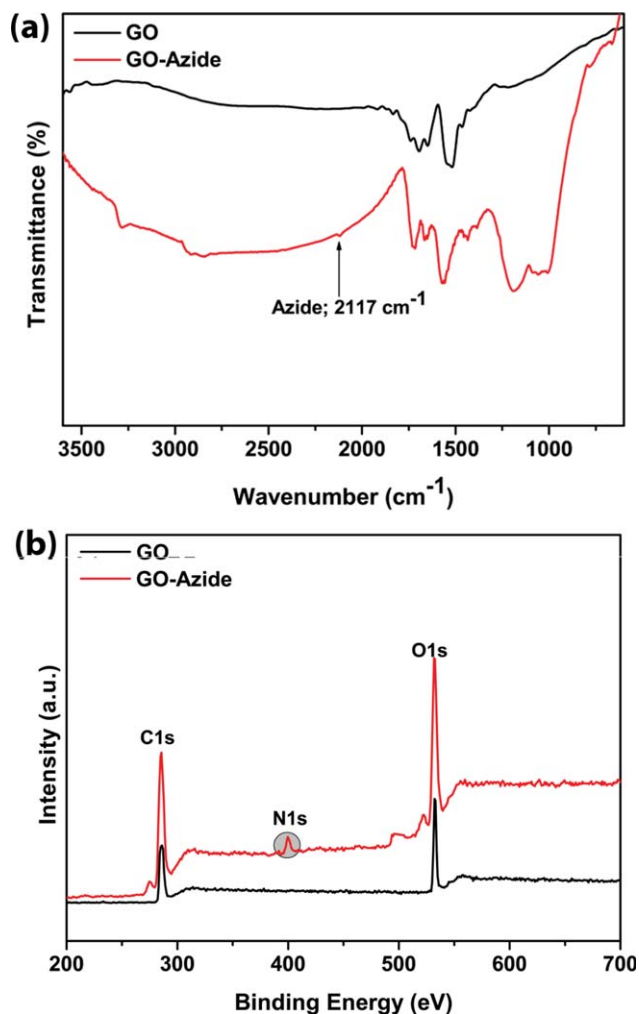 (a)
GO
GO-Azide
Transmittance (%)
Azide; 2117 cm⁻¹
3500 3000 2500 2000 1500 1000
Wavenumber (cm⁻¹)
(b)
GO
GO-Azide
Intensity (a.u.)
C1s
N1s
O1s
200 300 400 500 600 700
Binding Energy (eV)